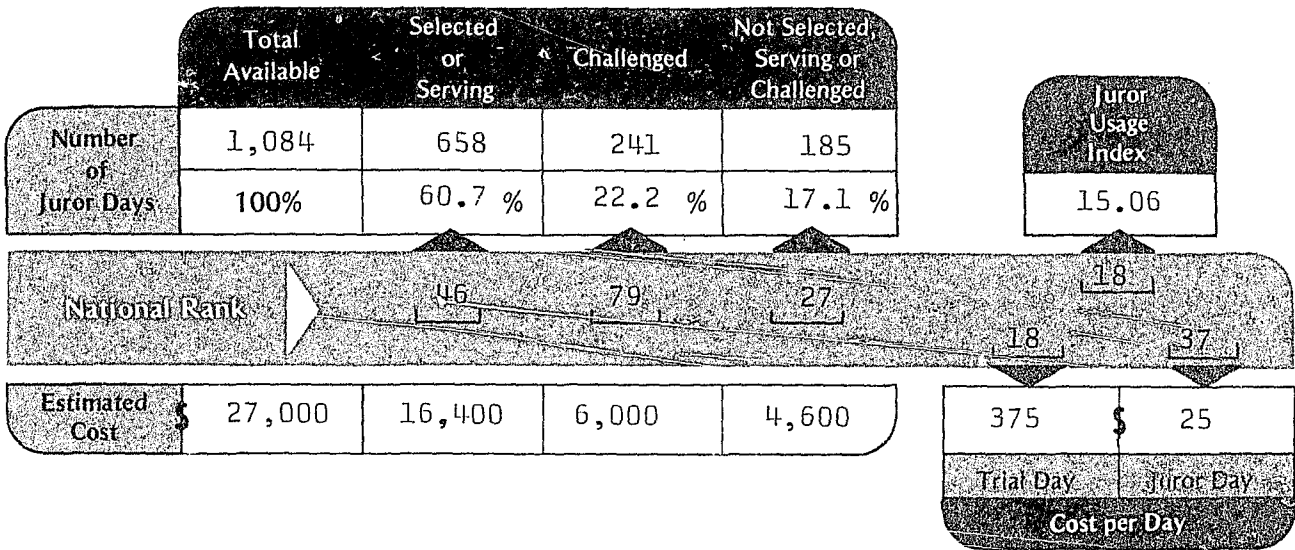 Total
Available
Selected
or
Serving
Challenged
Not Selected,
Serving or
Challenged
Number
of
Juror Days
1,084
658
241
185
100%
60.7 %
22.2 %
17.1 %
Juror
Usage
Index
15.06
National Rank
46
79
27
18
18
37
Estimated
Cost
$ 27,000
16,400
6,000
4,600
375
$ 25
Trial Day
Juror Day
Cost per Day